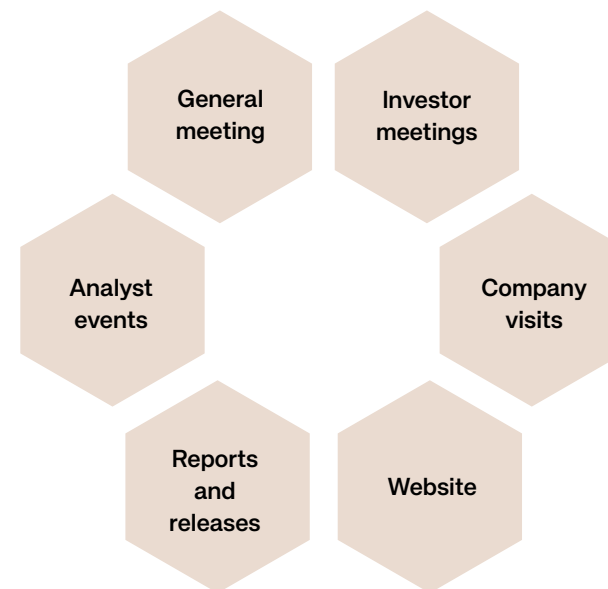 General
meeting
Investor
meetings
Analyst
events
Company
visits
Reports
and
releases
Website